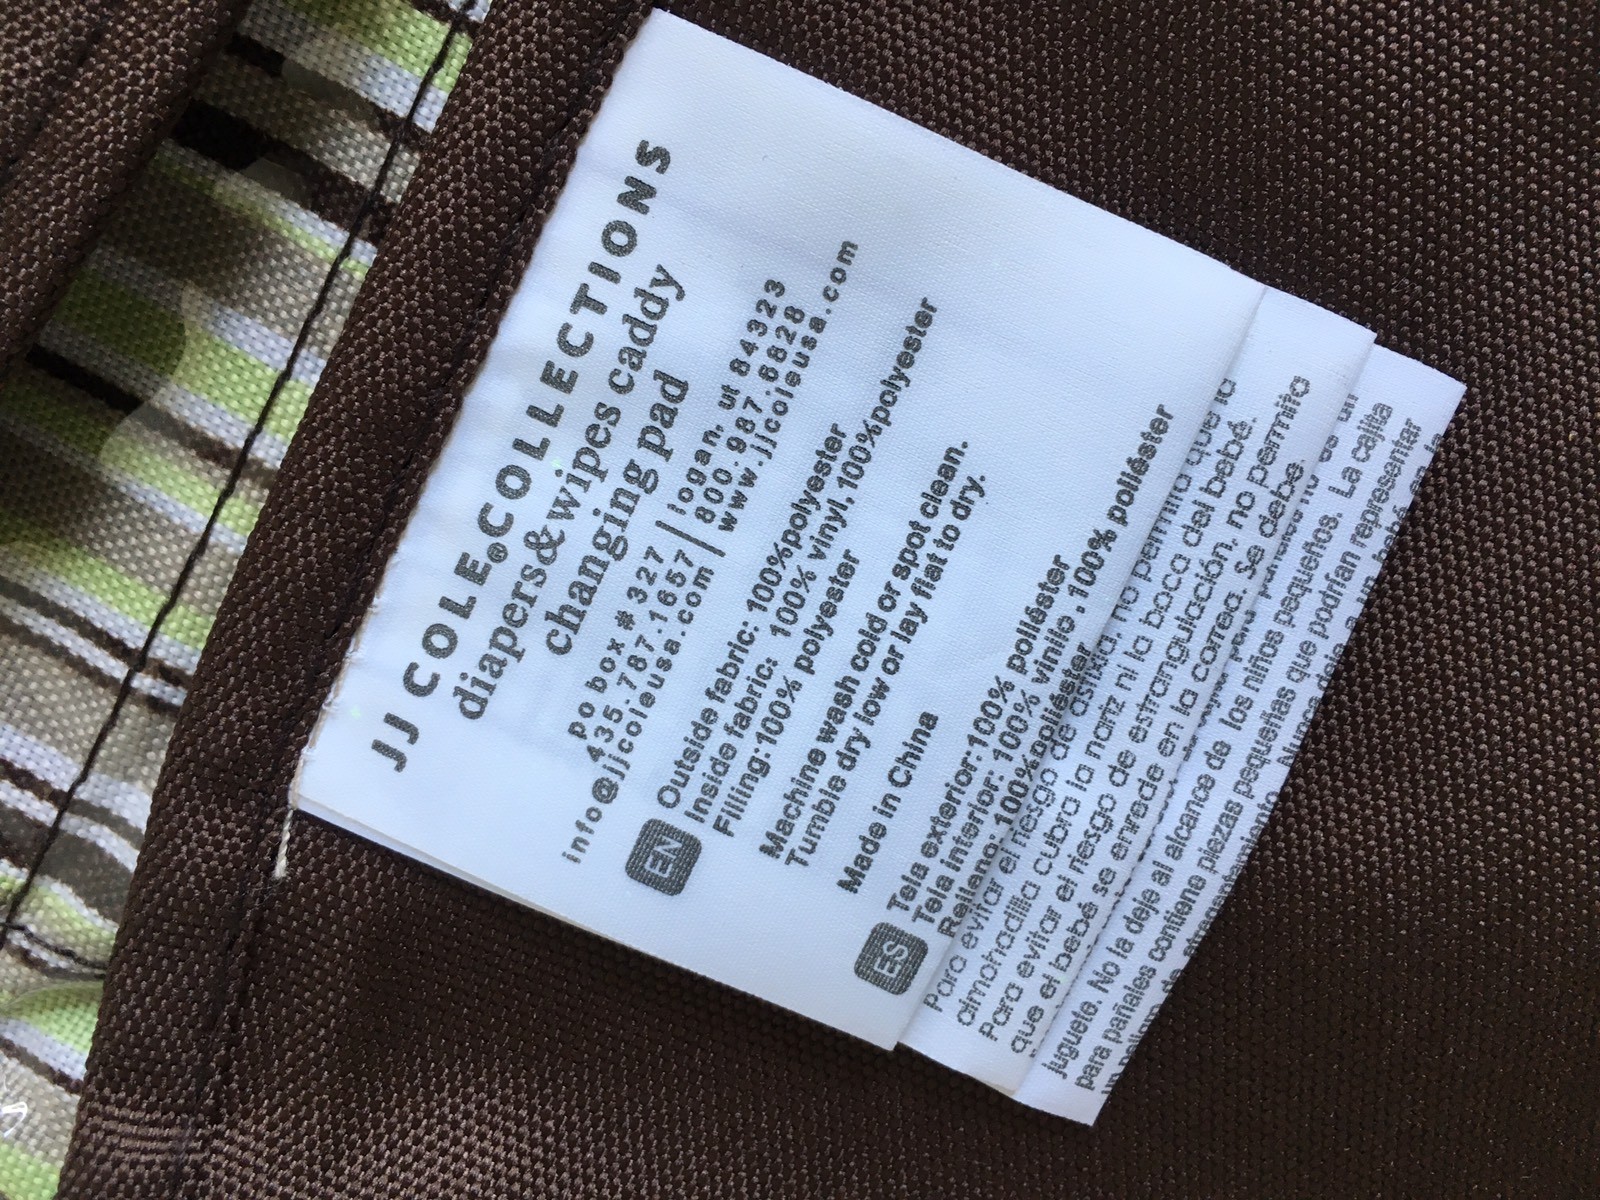 JJ COLE® COLLECTIONS
diapers&wipes caddy
changing pad
po box #327 | logan, ut 84323
435.787.1657 | 800.987.6828
info@jjcoleusa.com | www.jjcoleusa.com
EN Outside fabric: 100%polyester
Inside fabric: 100% vinyl, 100%polyester
Filling:100% polyester
Machine wash cold or spot clean.
Tumble dry low or lay flat to dry.
Made in China
ES Tela exterior:100% poliéster
Tela interior: 100% vinilo ,100% poliéster
Relleno: 100%poliéster
Para evitar el riesgo de asfixia, no permita que la
almohadilla cubra la nariz ni la boca del bebé.
Para evitar el riesgo de estrangulación, no permita
que el bebé se enrede en la correa. Se debe
juguete. No la deje al alcance de los niños pequeños. La cajita
para pañales contiene piezas pequeñas que podrían representar